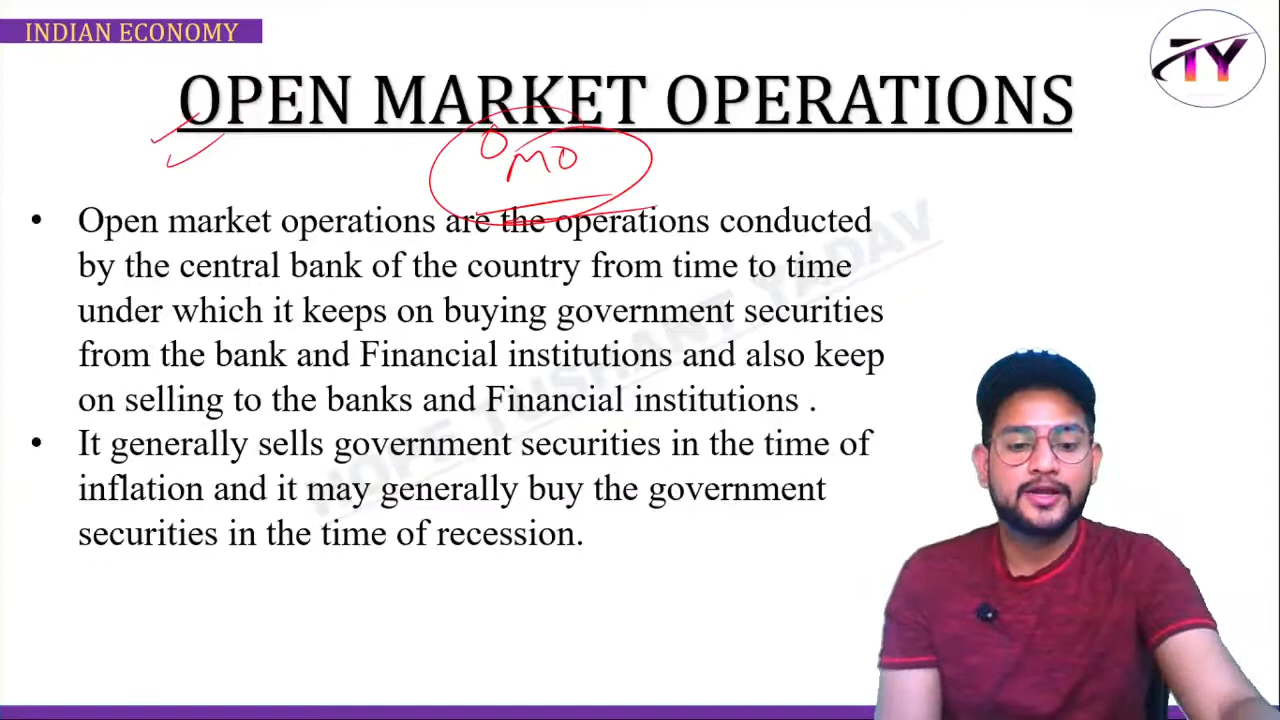 INDIAN ECONOMY
TY
OPEN MARKET OPERATIONS
OMO
• Open market operations are the operations conducted
by the central bank of the country from time to time
under which it keeps on buying government securities
from the bank and Financial institutions and also keep
on selling to the banks and Financial institutions .
• It generally sells government securities in the time of
inflation and it may generally buy the government
securities in the time of recession.